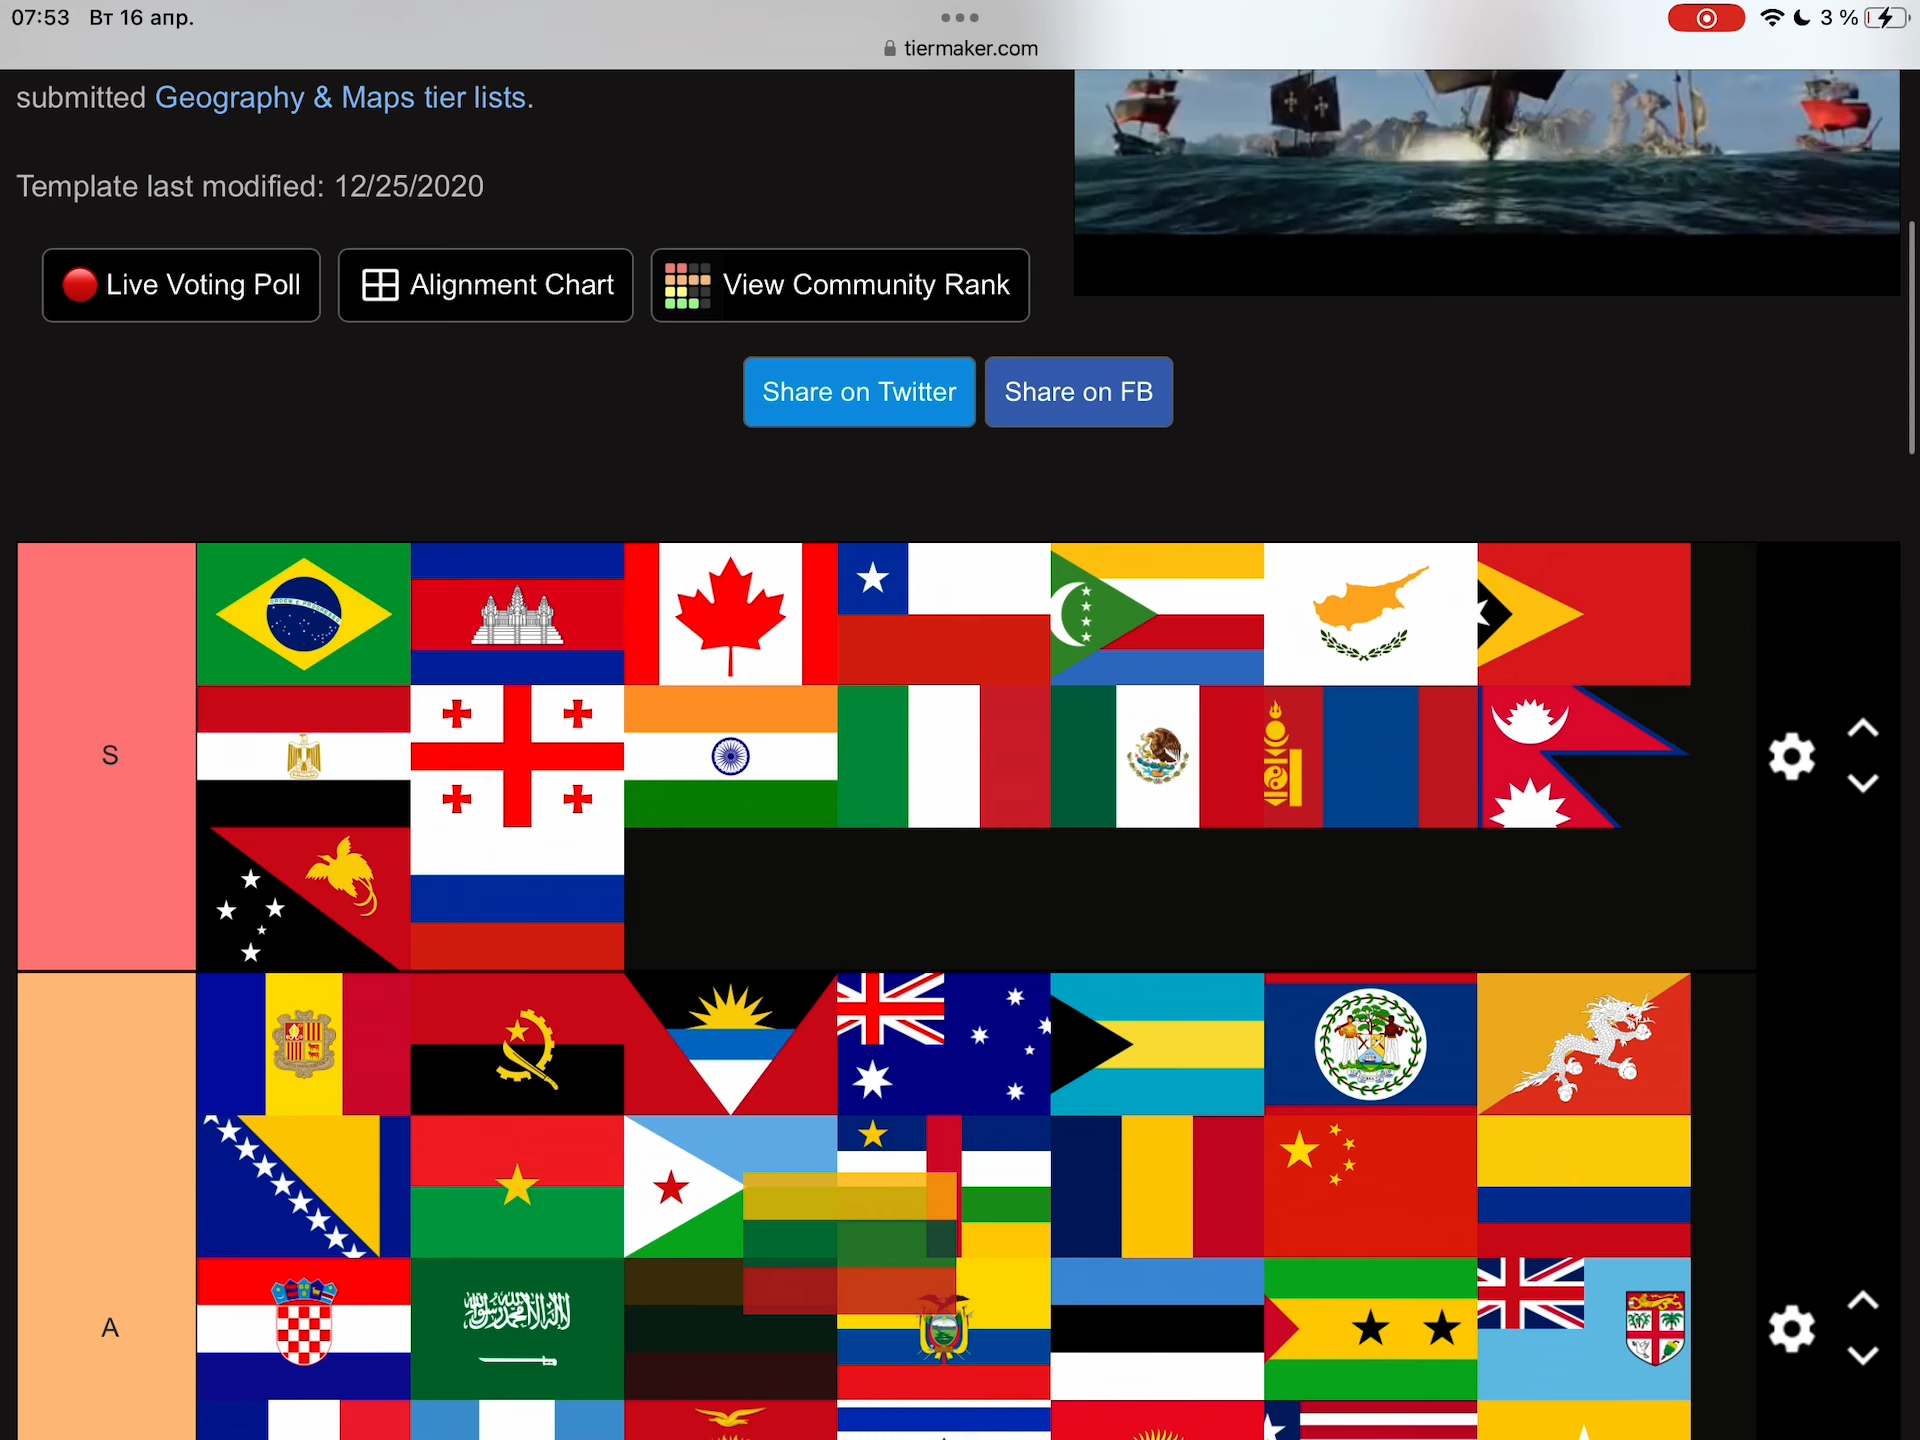 07:53 Вт 16 апр.
3 %
tiermaker.com
submitted Geography & Maps tier lists.
Template last modified: 12/25/2020
Live Voting Poll
Alignment Chart
View Community Rank
Share on Twitter
Share on FB
S
A